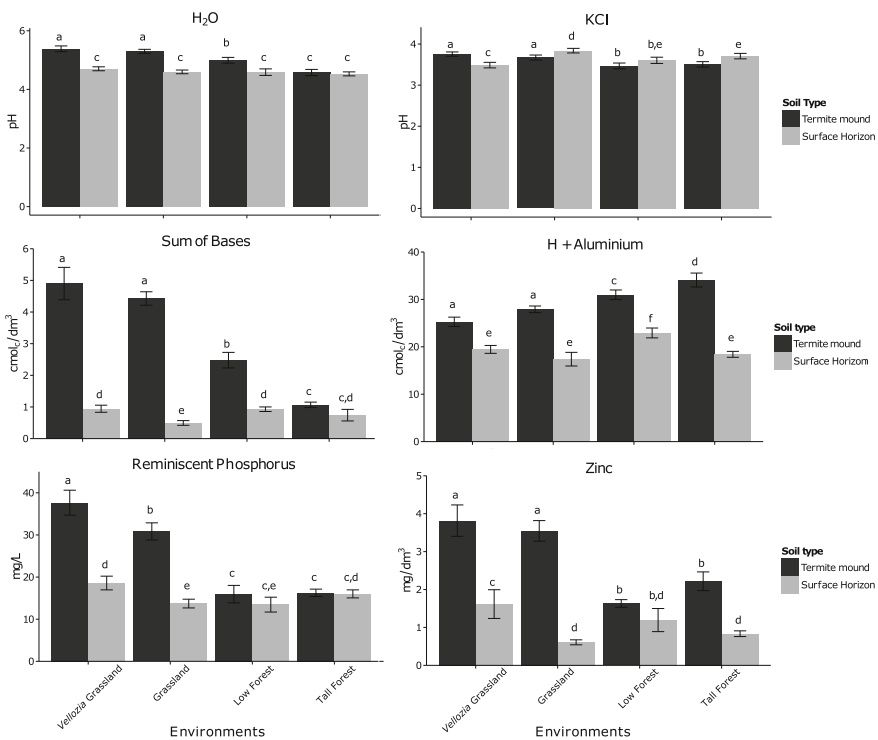 H₂O
KCl
pH
6
4
2
0
a c a c b c c c
pH
4
3
2
1
0
a c a d b b,e b e
Soil Type
Termite mound
Surface Horizon
Sum of Bases
H + Aluminium
cmolc/dm³
6
5
4
3
2
1
0
a d a e b d c c,d
cmolc/dm³
40
30
20
10
0
a e a e c f d e
Soil type
Termite mound
Surface Horizon
Reminiscent Phosphorus
Zinc
mg/L
40
30
20
10
0
a d b e c c,e c c,d
mg/dm³
5
4
3
2
1
0
a c a d b b,d b d
Soil type
Termite mound
Surface Horizon
Vellozia Grassland
Grassland
Low Forest
Tall Forest
Environments
Vellozia Grassland
Grassland
Low Forest
Tall Forest
Environments